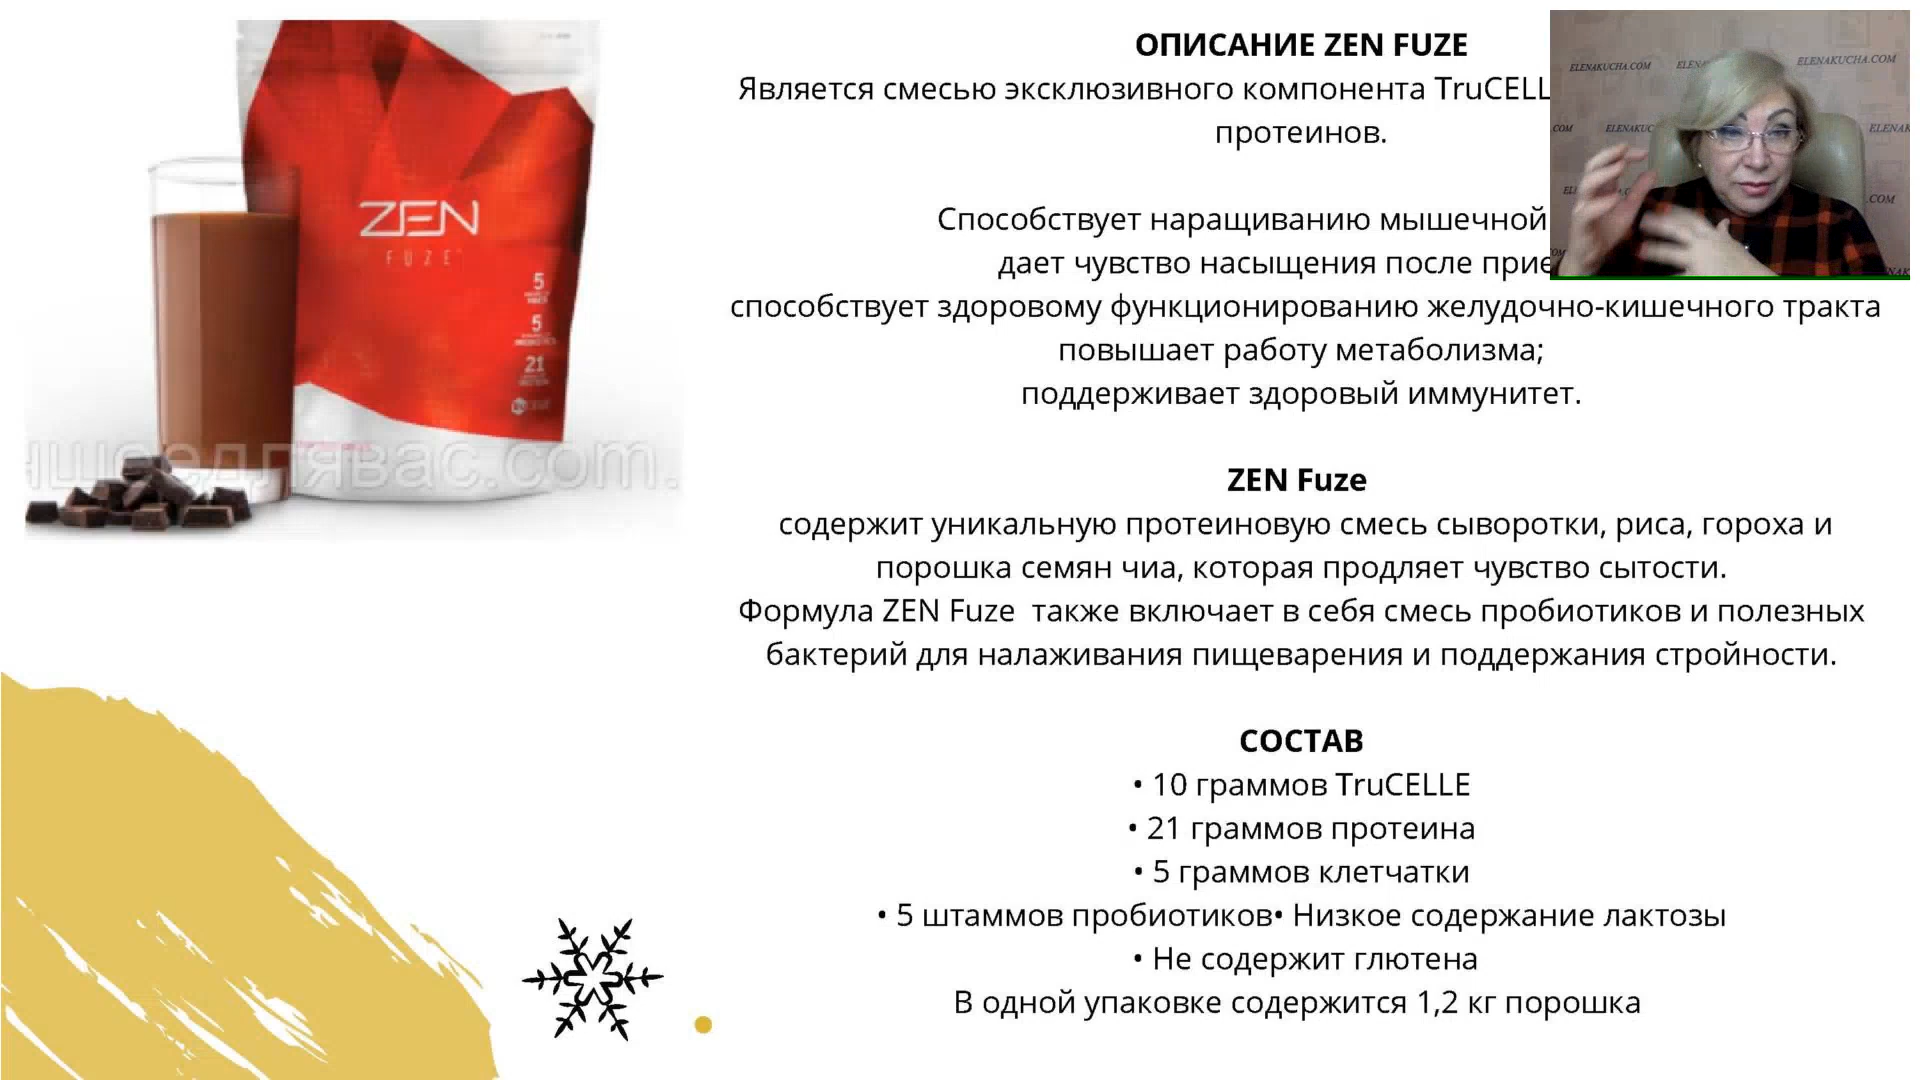 ОПИСАНИЕ ZEN FUZE
Является смесью эксклюзивного компонента TruCELL
протеинов.
Способствует наращиванию мышечной
дает чувство насыщения после
способствует здоровому функционированию желудочно-кишечного тракта
повышает работу метаболизма;
поддерживает здоровый иммунитет.
ZEN Fuze
содержит уникальную протеиновую смесь сыворотки, риса, гороха и
порошка семян чиа, которая продляет чувство сытости.
Формула ZEN Fuze также включает в себя смесь пробиотиков и полезных
бактерий для налаживания пищеварения и поддержания стройности.
СОСТАВ
• 10 граммов TruCELLE
• 21 граммов протеина
• 5 граммов клетчатки
• 5 штаммов пробиотиков• Низкое содержание лактозы
• Не содержит глютена
В одной упаковке содержится 1,2 кг порошка
ZEN
FUZE
5
5
21
ELENAKUCHA.COM
ELENAKUCHA.COM